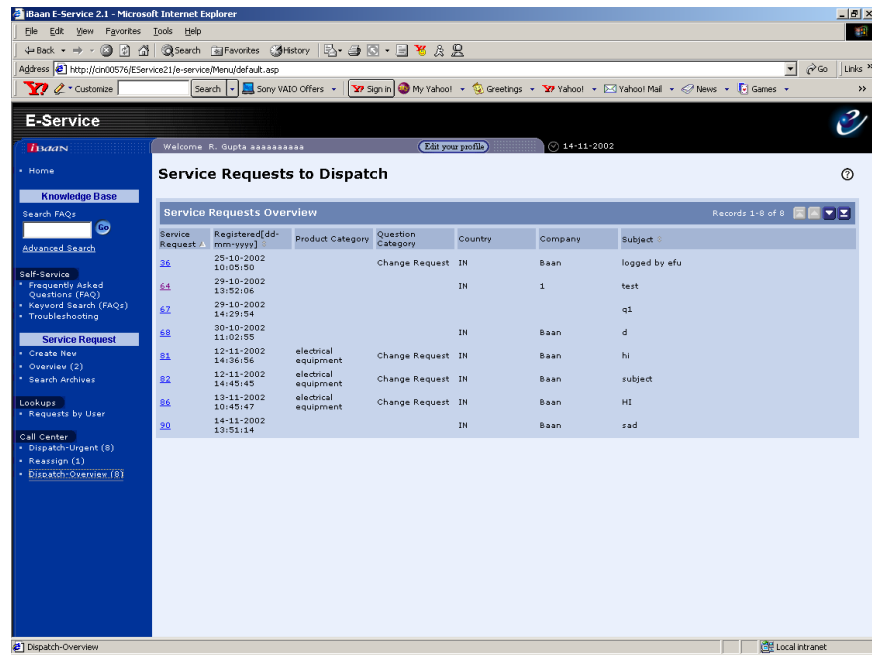 iBaan E-Service 2.1 - Microsoft Internet Explorer
File Edit View Favorites Tools Help
Back Search Favorites History
Address http://cin00576/EService21/e-service/Menu/default.asp Go Links »
Y? Customize Search Sony VAIO Offers Sign in My Yahoo! Greetings Yahoo! Yahoo! Mail News Games »
E-Service
iBaan Welcome R. Gupta aaaaaaaaaa Edit your profile 14-11-2002
Home
Knowledge Base
Search FAQs
Go
Advanced Search
Self-Service
Frequently Asked
Questions (FAQ)
Keyword Search (FAQs)
Troubleshooting
Service Request
Create New
Overview (2)
Search Archives
Lookups
Requests by User
Call Center
Dispatch-Urgent (8)
Reassign (1)
Dispatch-Overview (8)
Service Requests to Dispatch ?
Service Requests Overview Records 1-8 of 8
Service Request Registered[dd-mm-yyyy] Product Category Question Category Country Company Subject
36 25-10-2002 10:05:50 Change Request IN Baan logged by efu
64 29-10-2002 13:52:06 IN 1 test
67 29-10-2002 14:29:54 q1
68 30-10-2002 11:02:55 IN Baan d
81 12-11-2002 14:36:56 electrical equipment Change Request IN Baan hi
82 12-11-2002 14:45:45 electrical equipment Change Request IN Baan subject
86 13-11-2002 10:45:47 electrical equipment Change Request IN Baan HI
90 14-11-2002 13:51:14 IN Baan sad
Dispatch-Overview Local intranet